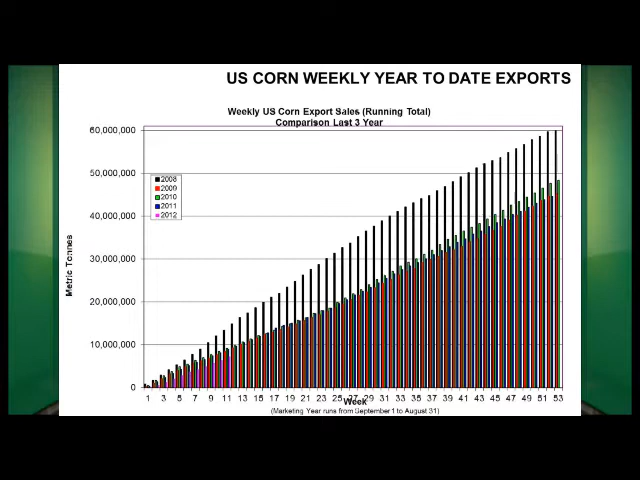 US CORN WEEKLY YEAR TO DATE EXPORTS
Weekly US Corn Export Sales (Running Total)
Comparison Last 3 Year
60,000,000
50,000,000
40,000,000
30,000,000
20,000,000
10,000,000
0
Metric Tonnes
2008
2009
2010
2011
2012
1 3 5 7 9 11 13 15 17 19 21 23 25 27 29 31 33 35 37 39 41 43 45 47 49 51 53
Week
(Marketing Year runs from September 1 to August 31)